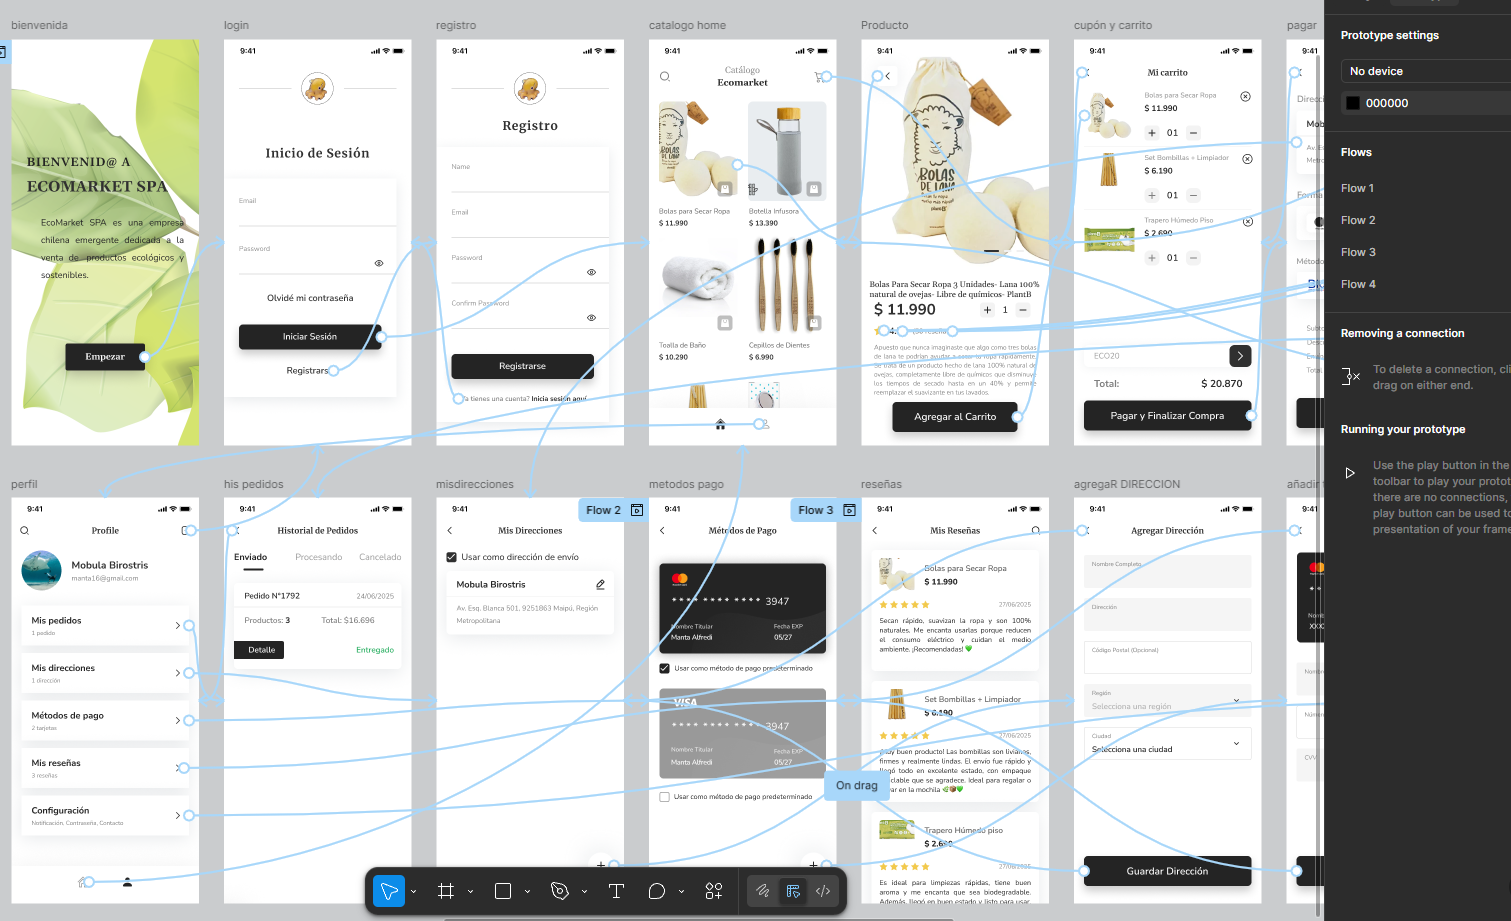 bienvenida
login
registro
catalogo home
Producto
cupón y carrito
pagar
BIENVENID@ A
ECOMARKET SPA
EcoMarket SPA es una empresa
chilena emergente dedicada a la
venta de productos ecológicos y
sostenibles.
Empezar
9:41
Inicio de Sesión
Email
Password
Olvidé mi contraseña
Iniciar Sesión
Registrars
9:41
Registro
Name
Email
Password
Confirm Password
Registrarse
Ya tienes una cuenta? Inicia sesión aquí
9:41
Catálogo
Ecomarket
BOLAS
DE LANA
Bolas para Secar Ropa
$ 11.990
Botella Infusora
$ 13.390
Toalla de Baño
$ 10.290
Cepillos de Dientes
$ 6.990
9:41
BOLAS
DE LANA
Bolas Para Secar Ropa 3 Unidades- Lana 100%
natural de ovejas- Libre de químicos- PlantB
$ 11.990
1
Apuesto que nunca imaginaste que algo como tres bolas
de lana te podrían ayudar a secar tu ropa rápidamente.
Se trata de un producto hecho de lana 100% natural de
ovejas, completamente libre de químicos que disminuye
los tiempos de secado hasta en un 40% y permite
reemplazar el suavizante en tus lavados.
Agregar al Carrito
9:41
Mi carrito
Bolas para Secar Ropa
$ 11.990
01
Set Bombillas + Limpiador
$ 6.190
01
Trapero Húmedo Piso
$ 2.690
01
ECO20
Total:
$ 20.870
Pagar y Finalizar Compra
9:41
Prototype settings
No device
000000
Flows
Flow 1
Flow 2
Flow 3
Flow 4
Removing a connection
To delete a connection, cli
drag on either end.
Running your prototype
Use the play button in the
toolbar to play your protot
there are no connections,
play button can be used to
presentation of your frame
perfil
his pedidos
misdirecciones
metodos pago
reseñas
agregaR DIRECCION
añadir
Flow 2
Flow 3
9:41
Profile
Mobula Birostris
manta16@gmail.com
Mis pedidos
1 pedido
Mis direcciones
1 dirección
Métodos de pago
2 tarjetas
Mis reseñas
3 reseñas
Configuración
Notificación, Contraseña, Contacto
9:41
Historial de Pedidos
Enviado
Procesando
Cancelado
Pedido N°1792
24/06/2025
Productos: 3
Total: $16.696
Detalle
Entregado
9:41
Mis Direcciones
Usar como dirección de envío
Mobula Birostris
Av. Esq. Blanca 501, 9251863 Maipú, Región
Metropolitana
9:41
Métodos de Pago
**** **** **** 3947
Nombre Titular
Fecha EXP
Manta Alfredi
05/27
Usar como método de pago predeterminado
VISA
**** **** **** 3947
Nombre Titular
Fecha EXP
Manta Alfredi
05/27
Usar como método de pago predeterminado
On drag
9:41
Mis Reseñas
Bolas para Secar Ropa
$ 11.990
27/06/2025
Secan rápido, suavizan la ropa y son 100%
naturales. Me encanta usarlas porque reducen
el consumo eléctrico y cuidan el medio
ambiente. ¡Recomendadas! 💚
Set Bombillas + Limpiador
$ 6.190
27/06/2025
¡Muy buen producto! Las bombillas son livianas,
firmes y realmente lindas. El envío fue rápido y
llegó todo en excelente estado, con empaque
clable que se agradece. Ideal para regalar o
ar en la mochila
Trapero Húmedo piso
$ 2.690
27/06/2025
Es ideal para limpiezas rápidas, tiene buen
aroma y me encanta que sea biodegradable.
Además, llegó en buen estado y listo para usar.
9:41
Agregar Dirección
Nombre Completo
Dirección
Código Postal (Opcional)
Región
Selecciona una región
Ciudad
Selecciona una ciudad
Guardar Dirección
9:41